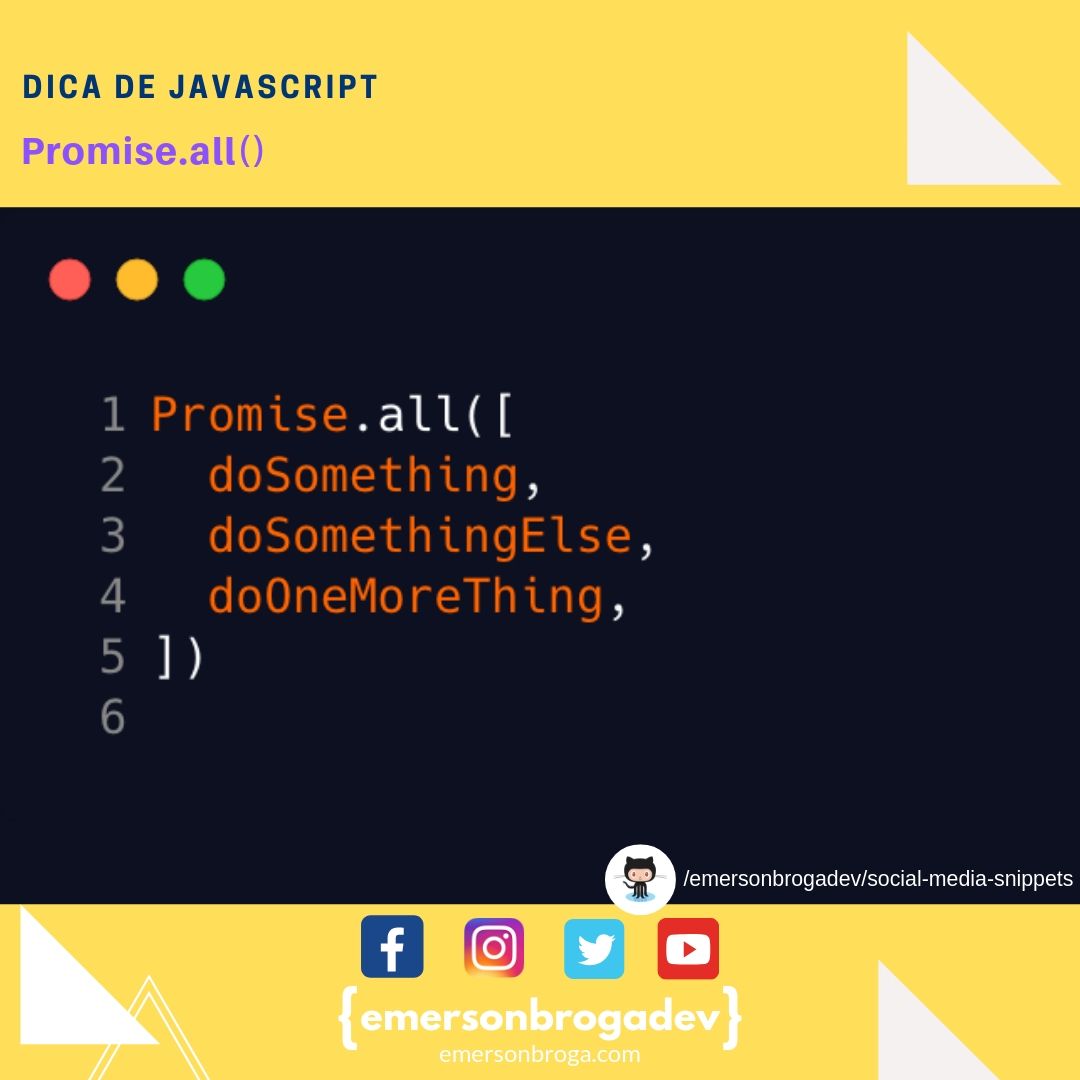 DICA DE JAVASCRIPT
Promise.all()
1 Promise.all([
2   doSomething,
3   doSomethingElse,
4   doOneMoreThing,
5 ])
6
/emersonbrogadev/social-media-snippets
{emersonbrogadev}
emersonbroga.com